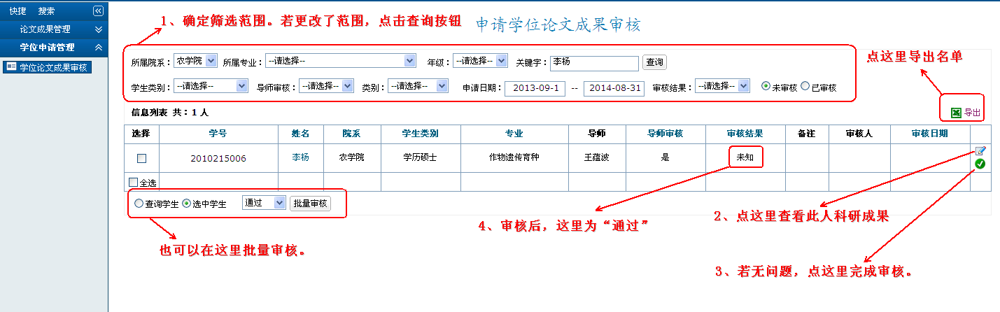 快捷 搜索
论文成果管理
学位申请管理
学位论文成果审核
1、确定筛选范围。若更改了范围，点击查询按钮
申请学位论文成果审核
所属院系：农学院 所属专业：--请选择-- 年级：--请选择-- 关键字：李杨 查询
点这里导出名单
学生类别：--请选择-- 导师审核：--请选择-- 类别：--请选择-- 申请日期：2013-09-1 -- 2014-08-31 审核结果：--请选择-- 未审核 已审核
信息列表 共：1 人
导出
选择 学号 姓名 院系 学生类别 专业 导师 导师审核 审核结果 备注 审核人 审核日期
2010215006 李杨 农学院 学历硕士 作物遗传育种 王蕴波 是 未知
全选
查询学生 选中学生 通过 批量审核
2、点这里查看此人科研成果
4、审核后，这里为“通过”
也可以在这里批量审核。
3、若无问题，点这里完成审核。